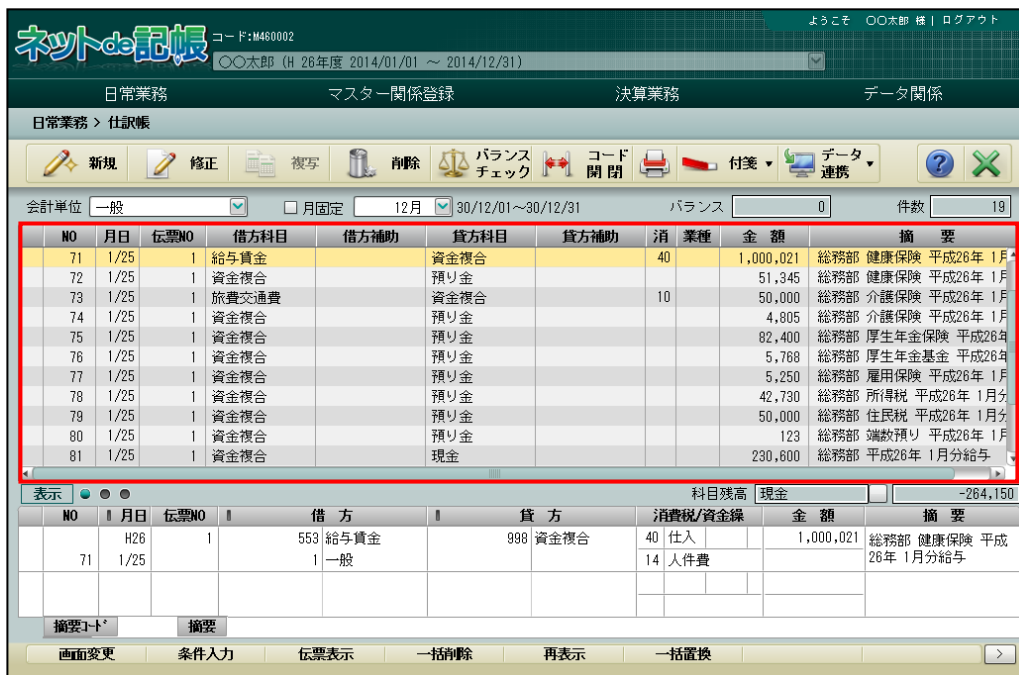 ようこそ 〇〇太郎 様 | ログアウト
ネットde記帳 コード:M460002
〇〇太郎 (H 26年度 2014/01/01 ～ 2014/12/31)
日常業務 マスター関係登録 決算業務 データ関係
日常業務 > 仕訳帳
新規 修正 複写 削除 バランスチェック コード開閉 付箋 データ連携
会計単位 一般 月固定 12月 30/12/01～30/12/31 バランス 0 件数 19
NO 月日 伝票NO 借方科目 借方補助 貸方科目 貸方補助 消 業種 金 額 摘 要
71 1/25 1 給与賃金 資金複合 40 1,000,021 総務部 健康保険 平成26年 1月
72 1/25 1 資金複合 預り金 51,345 総務部 健康保険 平成26年 1月
73 1/25 1 旅費交通費 資金複合 10 50,000 総務部 介護保険 平成26年 1月
74 1/25 1 資金複合 預り金 4,805 総務部 介護保険 平成26年 1月
75 1/25 1 資金複合 預り金 82,400 総務部 厚生年金保険 平成26年
76 1/25 1 資金複合 預り金 5,768 総務部 厚生年金基金 平成26年
77 1/25 1 資金複合 預り金 5,250 総務部 雇用保険 平成26年 1月
78 1/25 1 資金複合 預り金 42,730 総務部 所得税 平成26年 1月分
79 1/25 1 資金複合 預り金 50,000 総務部 住民税 平成26年 1月分
80 1/25 1 資金複合 預り金 123 総務部 端数預り 平成26年 1月
81 1/25 1 資金複合 現金 230,600 総務部 平成26年 1月分給与
表示 科目残高 現金 -264,150
NO 月日 伝票NO 借 方 貸 方 消費税/資金繰 金 額 摘 要
H26 1 553 給与賃金 998 資金複合 40 仕入 1,000,021 総務部 健康保険 平成
71 1/25 1 一般 14 人件費 26年 1月分給与
摘要ｺｰﾄﾞ 摘要
画面変更 条件入力 伝票表示 一括削除 再表示 一括置換